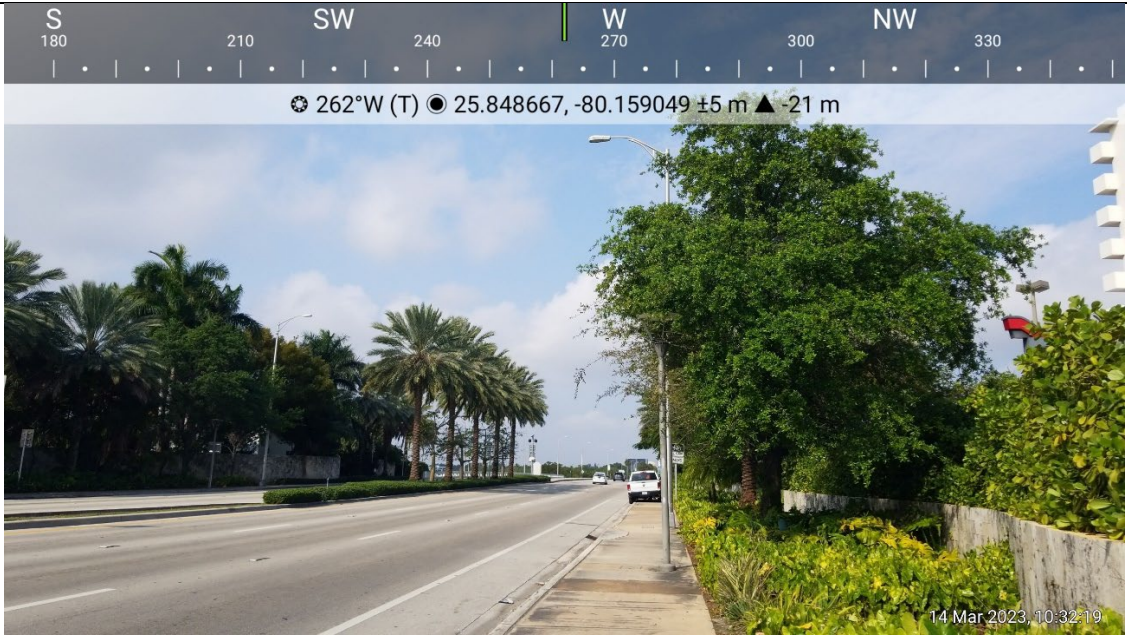 S SW W NW
180 210 240 270 300 330
262°W (T) 25.848667, -80.159049 ±5 m ▲ -21 m
14 Mar 2023, 10:32:19